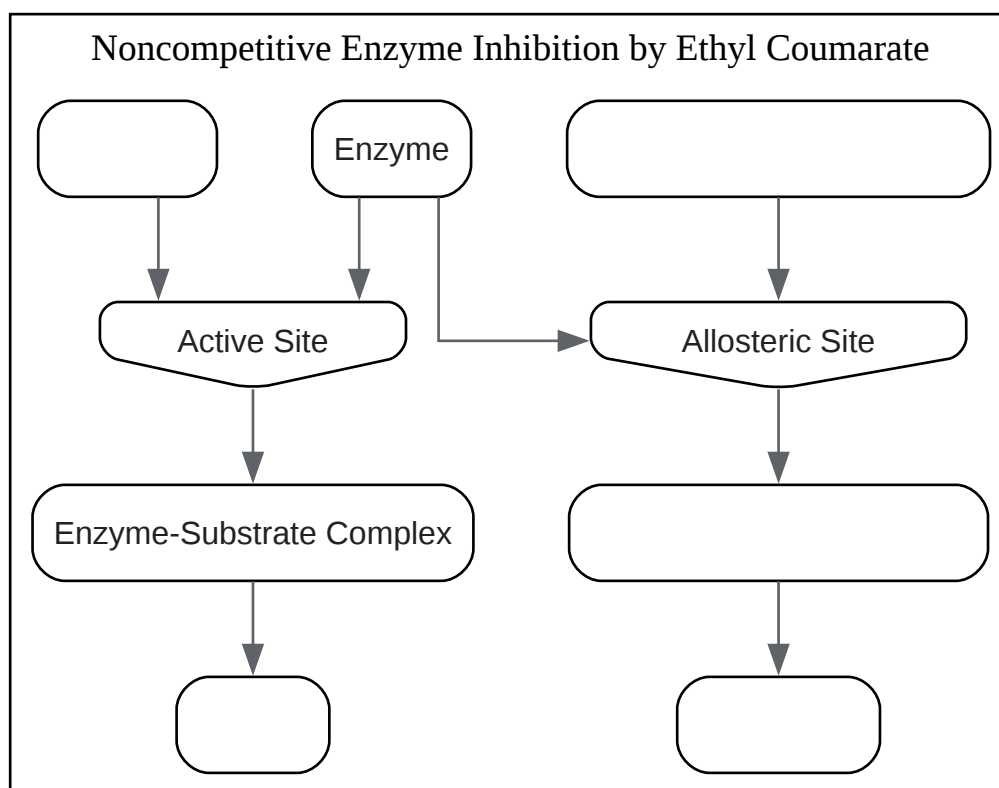 Noncompetitive Enzyme Inhibition by Ethyl Coumarate
Enzyme
Active Site
Allosteric Site
Enzyme-Substrate Complex